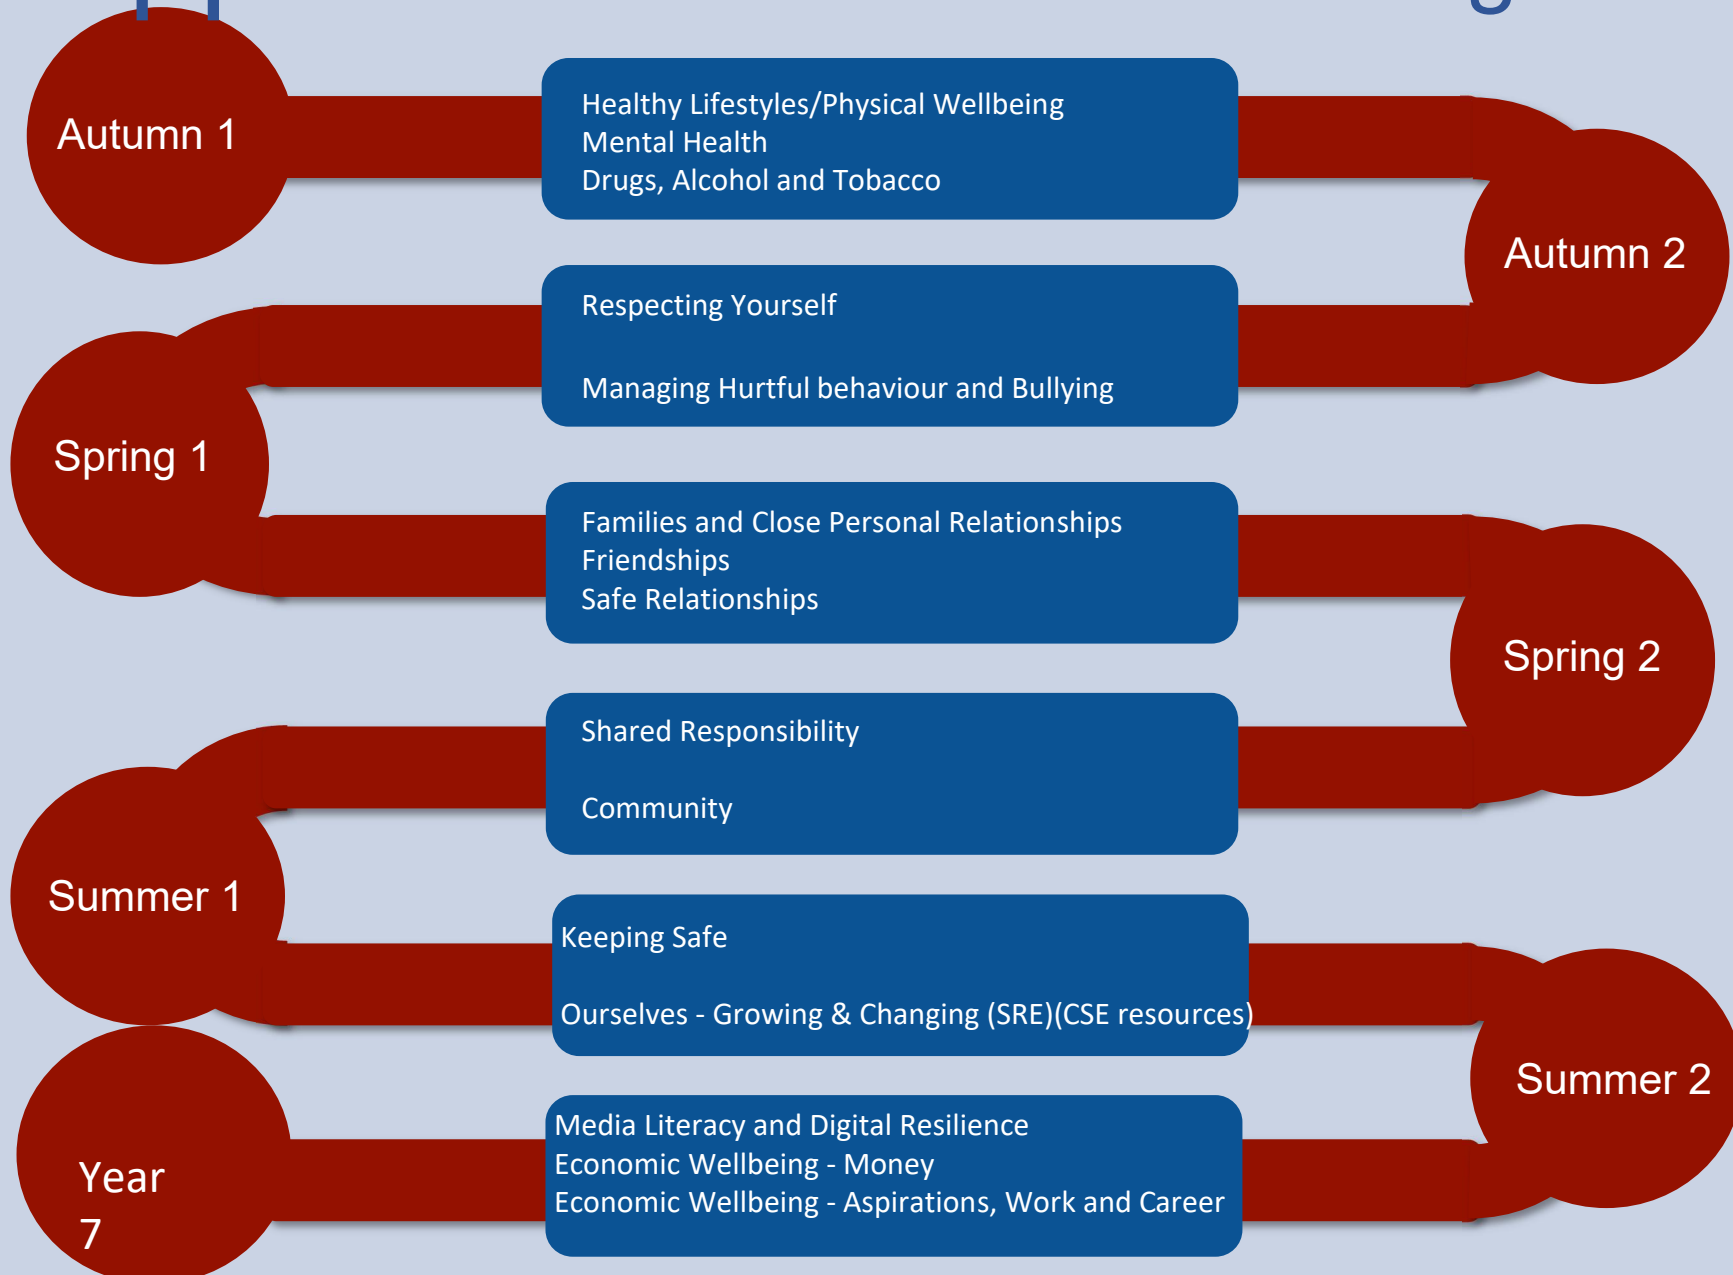 Autumn 1
Healthy Lifestyles/Physical Wellbeing
Mental Health
Drugs, Alcohol and Tobacco
Autumn 2
Respecting Yourself
Managing Hurtful behaviour and Bullying
Spring 1
Families and Close Personal Relationships
Friendships
Safe Relationships
Spring 2
Shared Responsibility
Community
Summer 1
Keeping Safe
Ourselves - Growing & Changing (SRE)(CSE resources)
Summer 2
Media Literacy and Digital Resilience
Economic Wellbeing - Money
Economic Wellbeing - Aspirations, Work and Career
Year
7